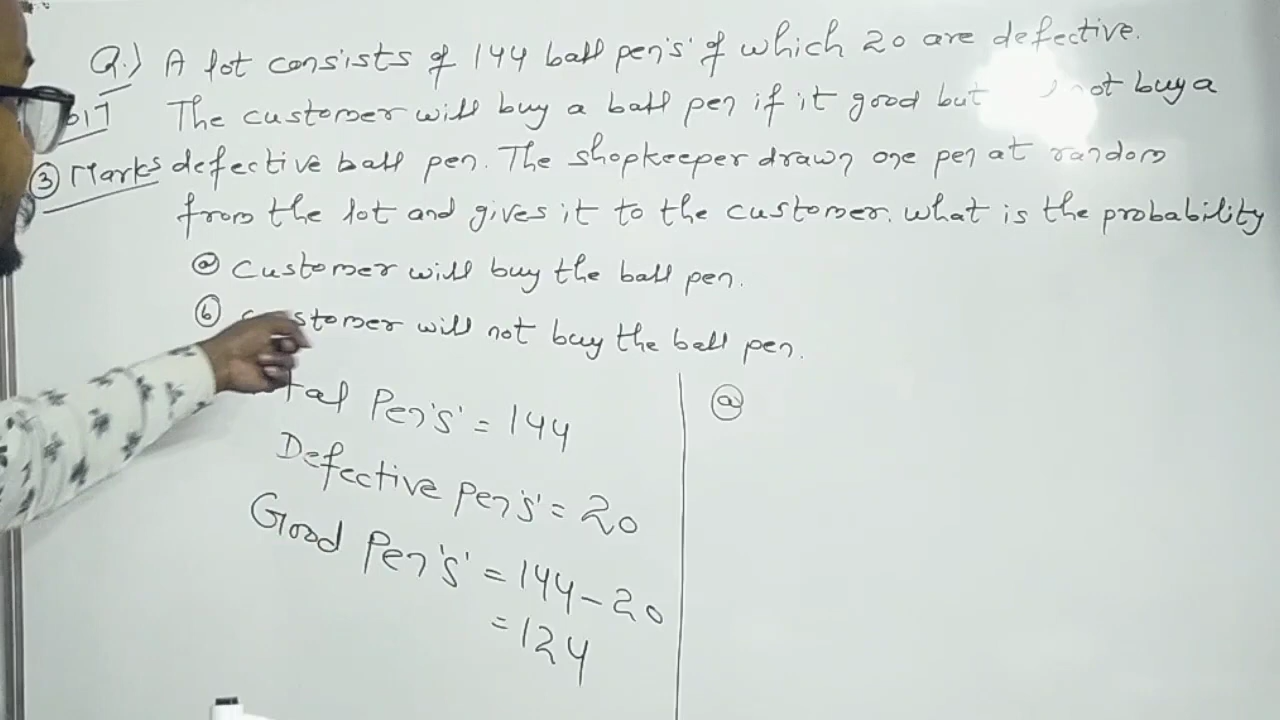 Q.) A lot consists of 144 ball pen's' of which 20 are defective.
The customer will buy a ball pen if it good but not buy a
③ Marks defective ball pen. The shopkeeper drawn one pen at random
from the lot and gives it to the customer. what is the probability
ⓐ customer will buy the ball pen.
ⓑ customer will not buy the ball pen.
Pen's' = 144
Defective pen's' = 20
Good Pen's' = 144 - 20
= 124
ⓐ